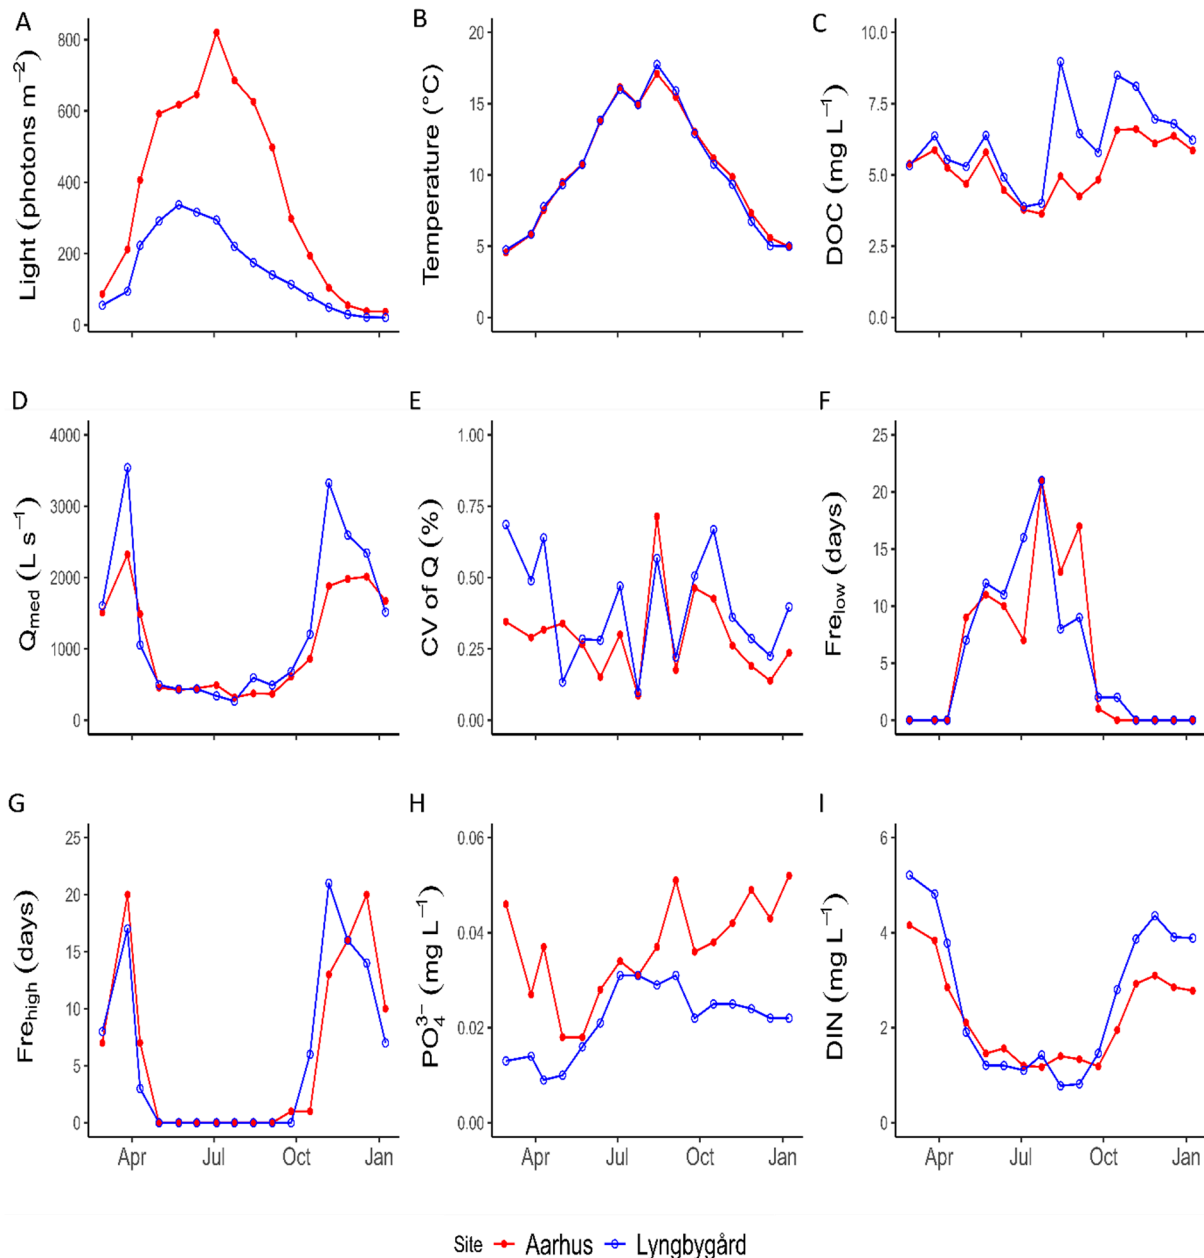 A
Light (photons m⁻²)
800
600
400
200
0
B
Temperature (°C)
20
15
10
5
0
C
DOC (mg L⁻¹)
10.0
7.5
5.0
2.5
0.0
D
Qmed (L s⁻¹)
4000
3000
2000
1000
0
E
CV of Q (%)
1.00
0.75
0.50
0.25
0.00
F
Frelow (days)
25
20
15
10
5
0
G
Frehigh (days)
25
20
15
10
5
0
Apr Jul Oct Jan
H
PO₄³⁻ (mg L⁻¹)
0.06
0.04
0.02
0.00
Apr Jul Oct Jan
I
DIN (mg L⁻¹)
6
4
2
0
Apr Jul Oct Jan
Site Aarhus Lyngbygård